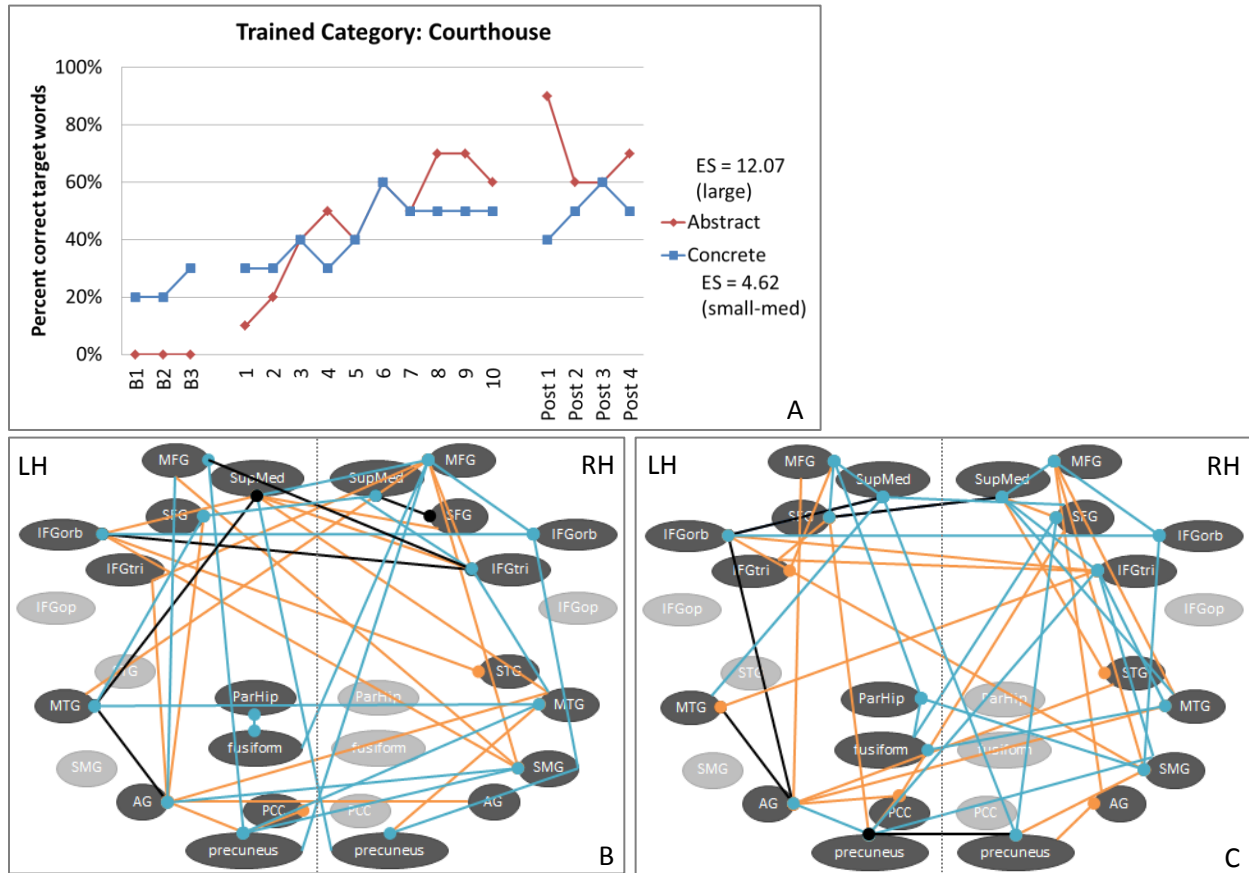 Trained Category: Courthouse
Percent correct target words
100%
80%
60%
40%
20%
0%
B1
B2
B3
1
2
3
4
5
6
7
8
9
10
Post 1
Post 2
Post 3
Post 4
ES = 12.07
(large)
Abstract
Concrete
ES = 4.62
(small-med)
A
LH
RH
MFG
MFG
SupMed
SupMed
SFG
SFG
IFGorb
IFGorb
IFGtri
IFGtri
IFGop
IFGop
STG
STG
ParHip
ParHip
MTG
MTG
fusiform
fusiform
SMG
SMG
AG
AG
PCC
PCC
precuneus
precuneus
B
LH
RH
MFG
MFG
SupMed
SupMed
SFG
SFG
IFGorb
IFGorb
IFGtri
IFGtri
IFGop
IFGop
STG
STG
ParHip
ParHip
MTG
MTG
fusiform
fusiform
SMG
SMG
AG
AG
PCC
PCC
precuneus
precuneus
C